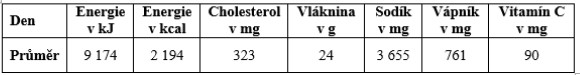 Den Energie v kJ Energie v kcal Cholesterol v mg Vláknina v g Sodík v mg Vápník v mg Vitamín C v mg
Průměr 9 174 2 194 323 24 3 655 761 90